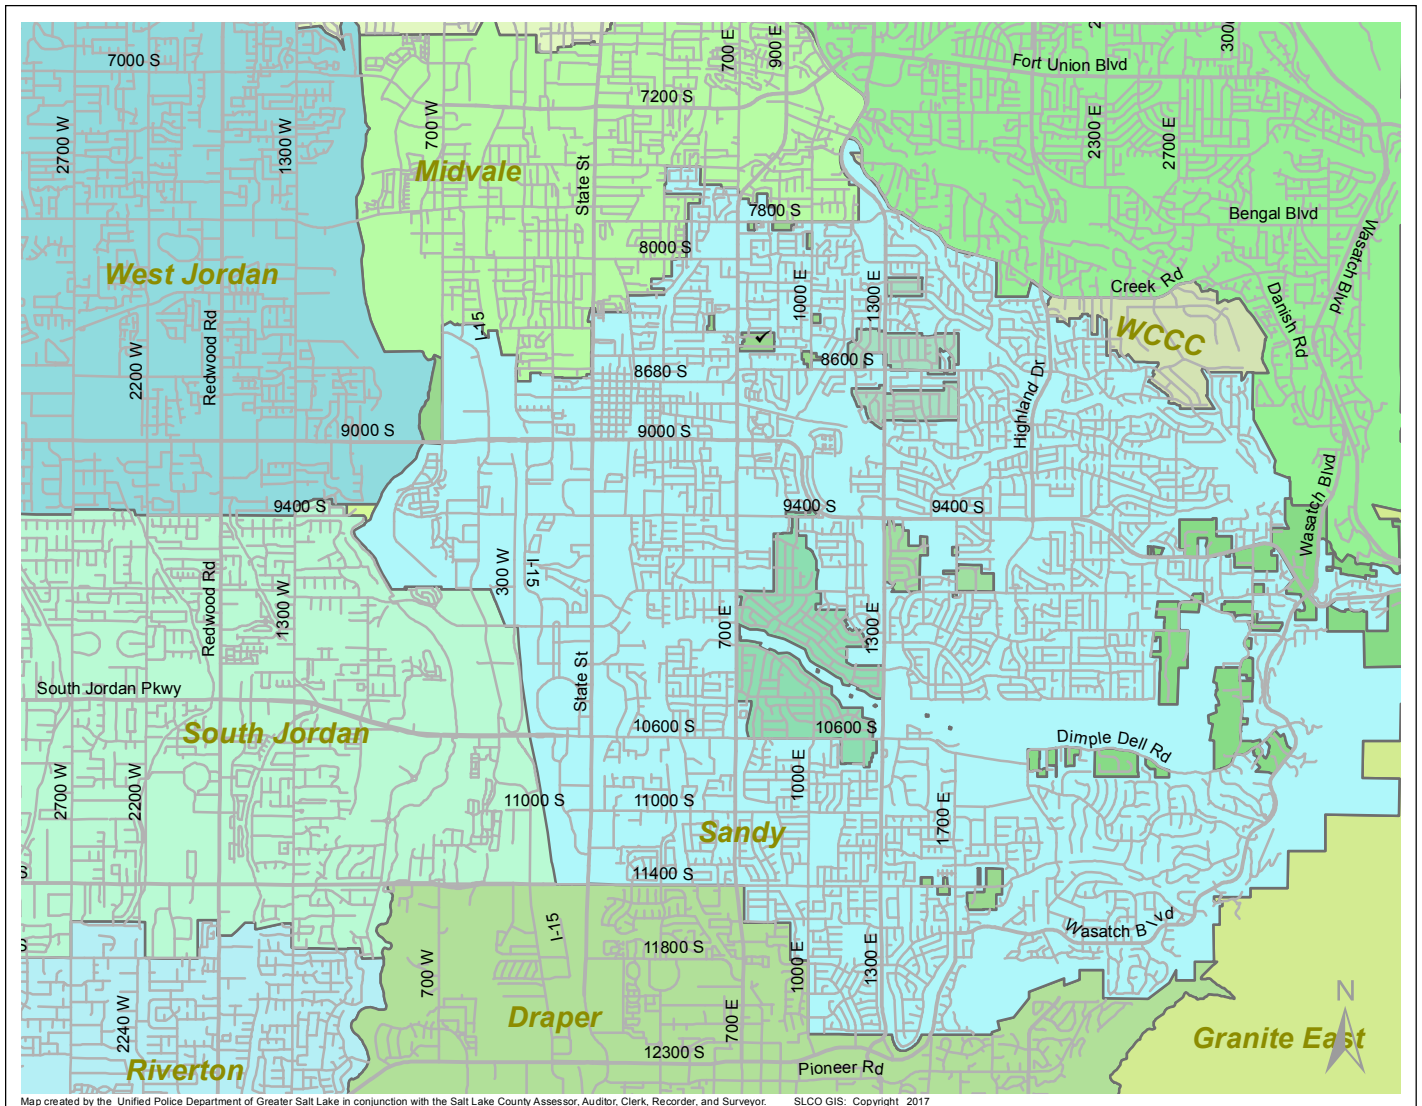 7000 S
2700 W
1300 W
700 W
Midvale
7200 S
State St
700 E
900 E
Fort Union Blvd
2300 E
2700 E
7800 S
Bengal Blvd
8000 S
Wasatch Blvd
West Jordan
Creek Rd
Danish Rd
1000 E
1300 E
WCCC
I-15
Redwood Rd
2200 W
8680 S
8600 S
Highland Dr
9000 S
9000 S
9400 S
9400 S
9400 S
Wasatch Blvd
300 W
I-15
Redwood Rd
1300 W
700 E
1300 E
State St
South Jordan Pkwy
South Jordan
10600 S
10600 S
Dimple Dell Rd
2700 W
2200 W
1000 E
11000 S
11000 S
1700 E
Sandy
11400 S
Wasatch Blvd
I-15
11800 S
1000 E
1300 E
700 W
700 E
2240 W
Draper
N
Granite East
12300 S
Riverton
Pioneer Rd
Map created by the Unified Police Department of Greater Salt Lake in conjunction with the Salt Lake County Assessor, Auditor, Clerk, Recorder, and Surveyor. SLCO GIS: Copyright 2017